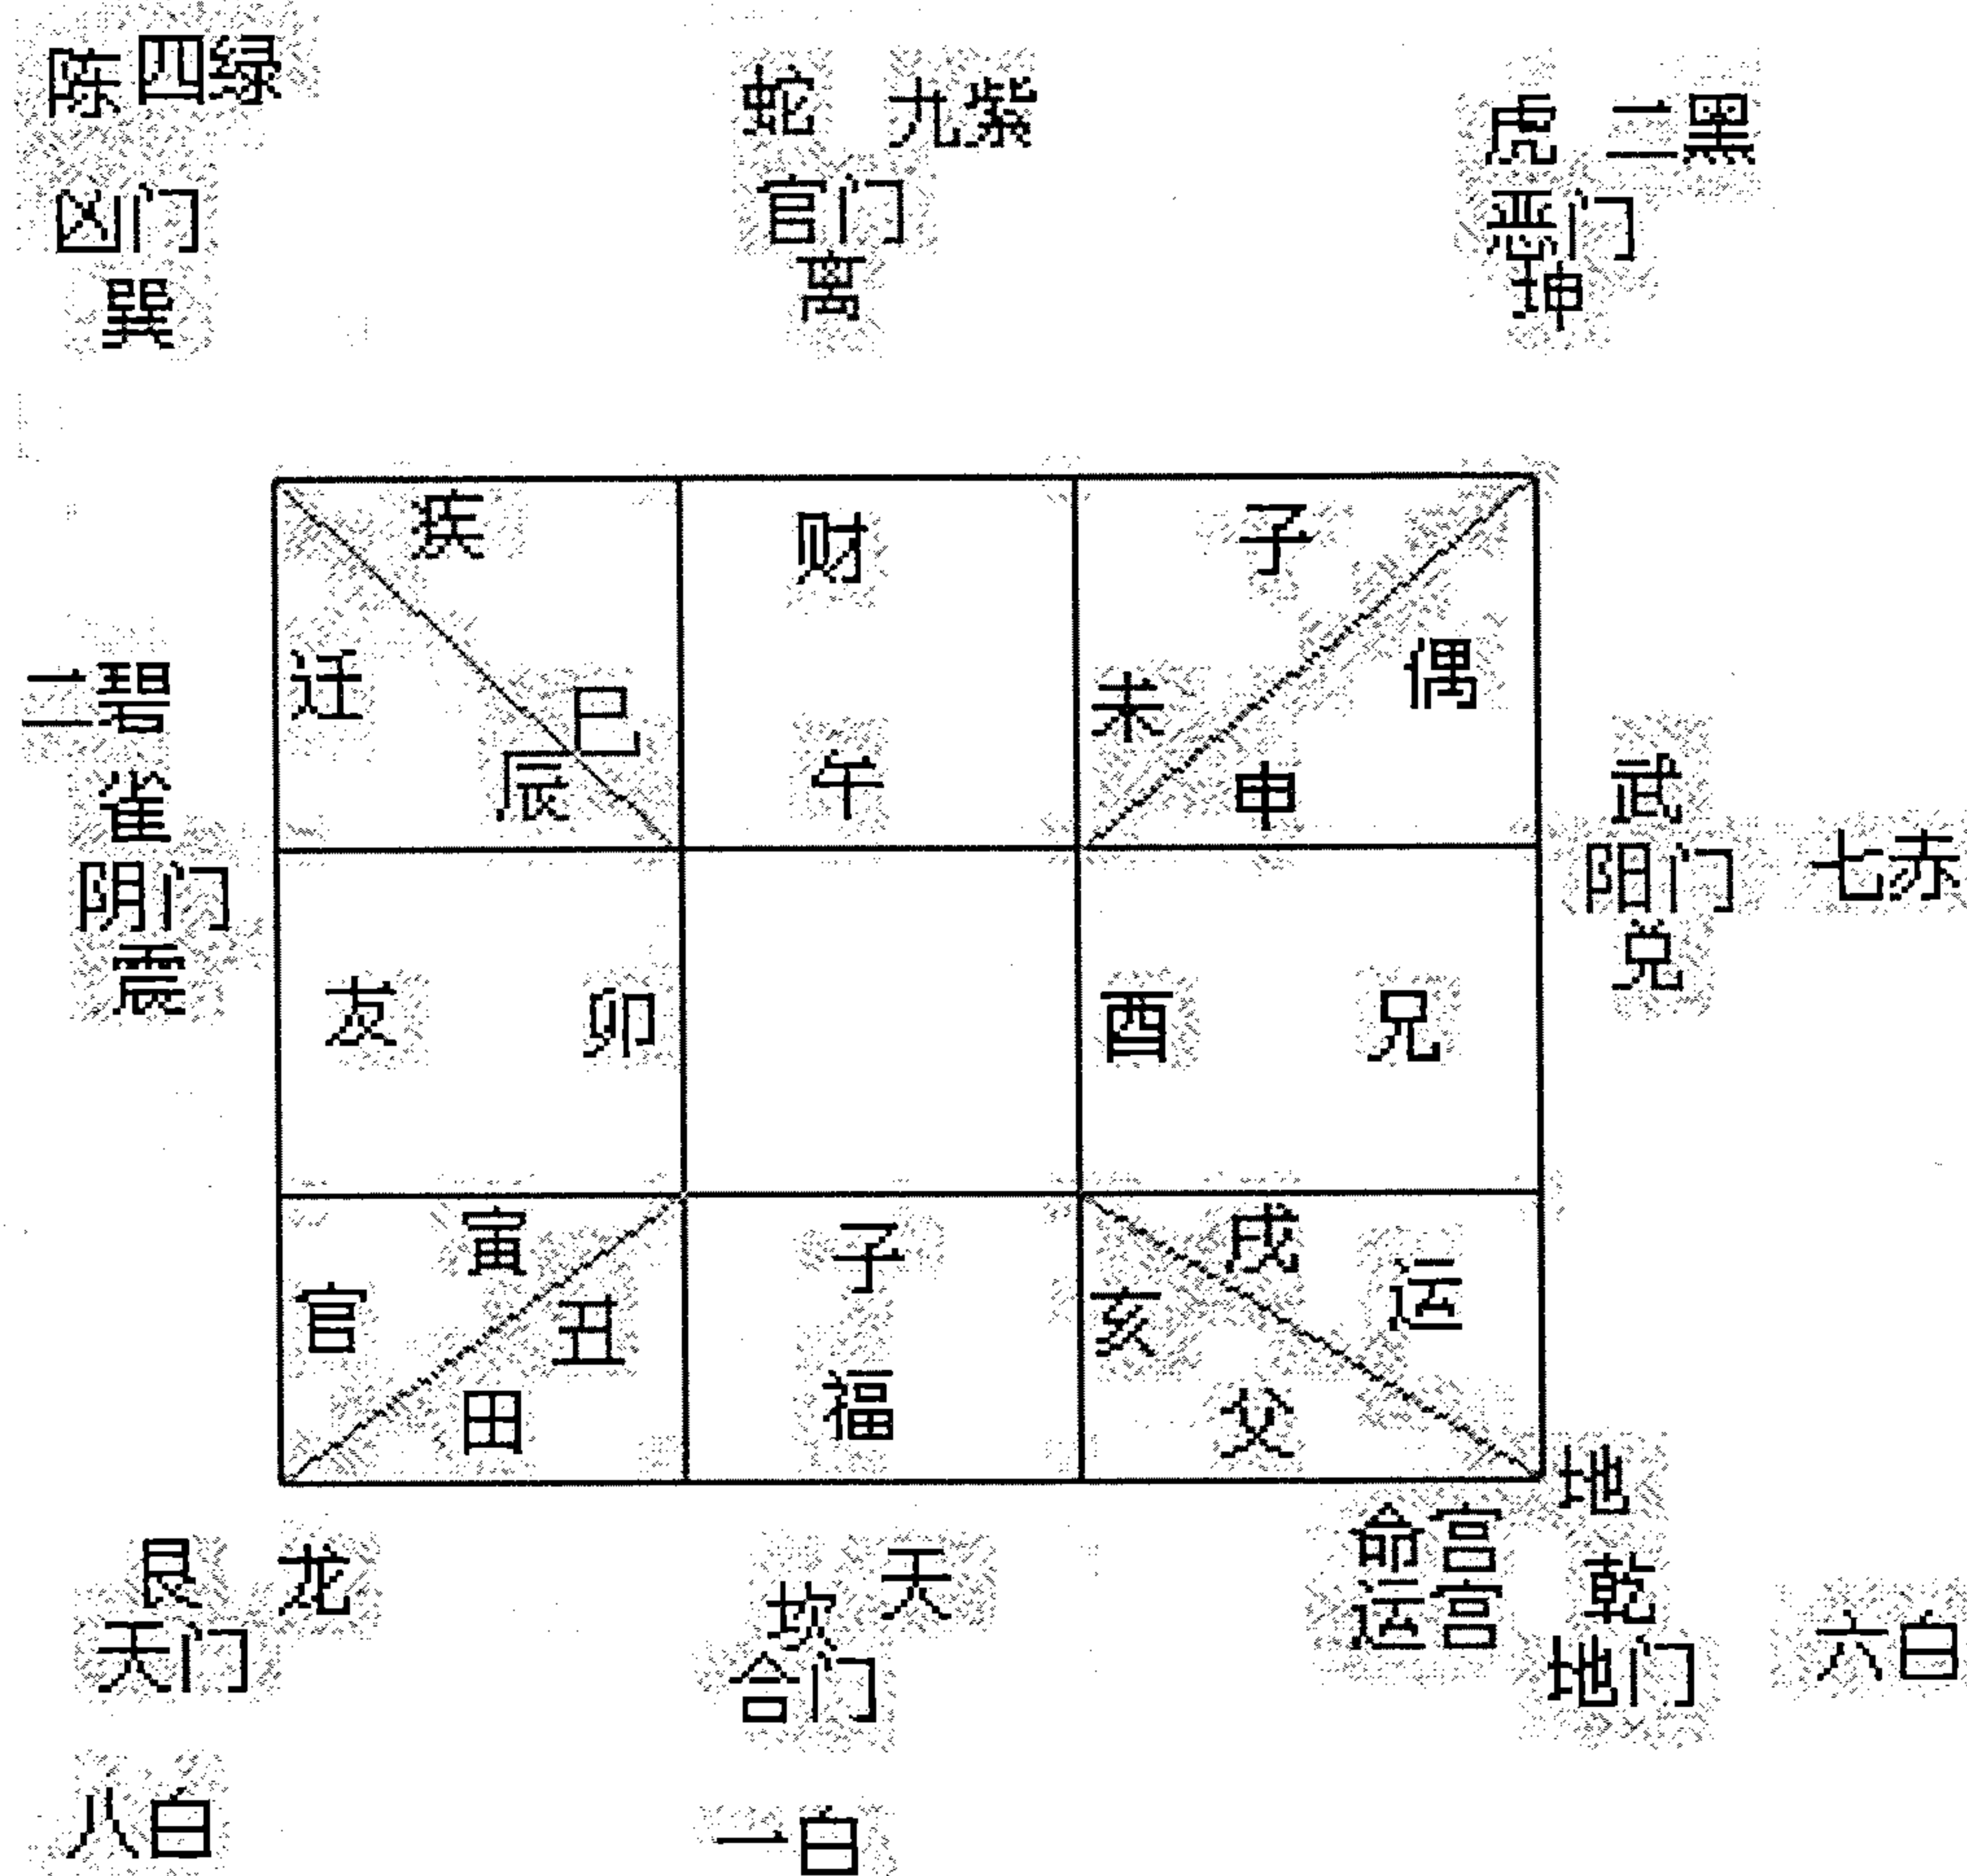 陈 四绿
蛇 九紫
虎 二黑
凶门
官门
恶门
巽
离
坤
疾
财
子
迁
巳
辰
午
未
偶
申
二碧
雀
阴门
震
武
阳门 七赤
兑
友 卯
酉 兄
寅
官
丑
田
子
福
戌
亥
运
父
地
命宫
运宫
乾
地门
六白
艮 龙
天门
坎 天
合门
八白
一白